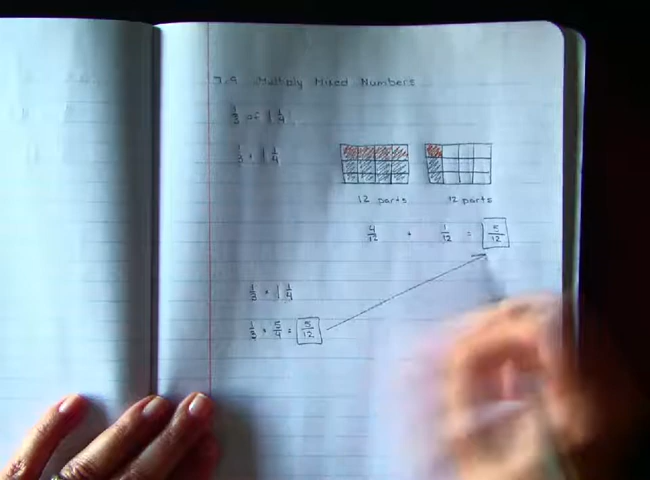 7.9 Multiply Mixed Numbers
1/3 of 1 1/4
1/3 · 1 1/4
12 parts 12 parts
4/12 + 1/12 = 5/12
1/3 · 1 1/4
1/3 · 5/4 = 5/12